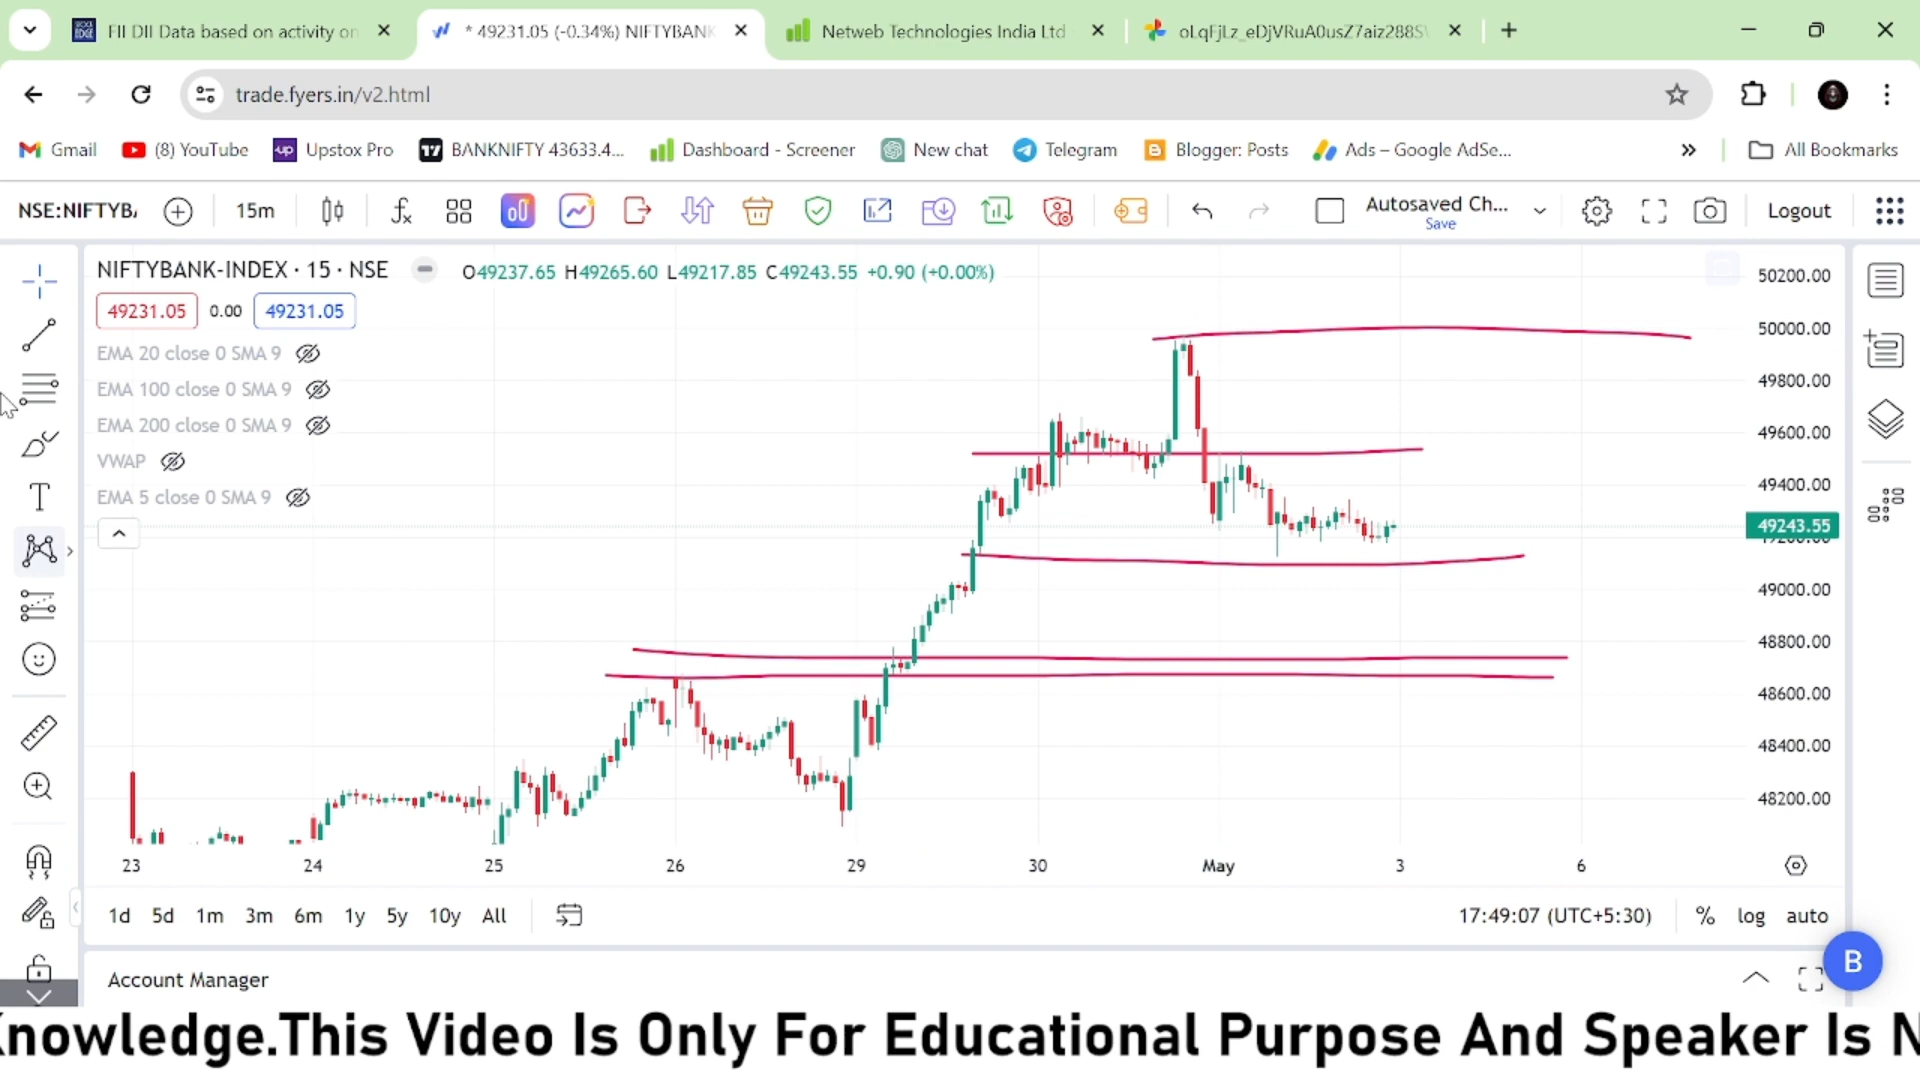 FII DII Data based on activity on
* 49231.05 (-0.34%) NIFTYBANK
Netweb Technologies India Ltd
trade.fyers.in/v2.html
Gmail
(8) YouTube
up Upstox Pro
17 BANKNIFTY 43633.4...
Dashboard - Screener
New chat
Telegram
Blogger: Posts
Ads – Google AdSe...
All Bookmarks
NSE:NIFTYB
15m
Autosaved Ch...
Save
Logout
NIFTYBANK-INDEX · 15 · NSE
O49237.65 H49265.60 L49217.85 C49243.55 +0.90 (+0.00%)
49231.05 0.00 49231.05
EMA 20 close 0 SMA 9
EMA 100 close 0 SMA 9
EMA 200 close 0 SMA 9
VWAP
EMA 5 close 0 SMA 9
50200.00
50000.00
49800.00
49600.00
49400.00
49243.55
49200.00
49000.00
48800.00
48600.00
48400.00
48200.00
23 24 25 26 29 30 May 3 6
1d 5d 1m 3m 6m 1y 5y 10y All
17:49:07 (UTC+5:30) % log auto
B
Account Manager
Knowledge.This Video Is Only For Educational Purpose And Speaker Is N